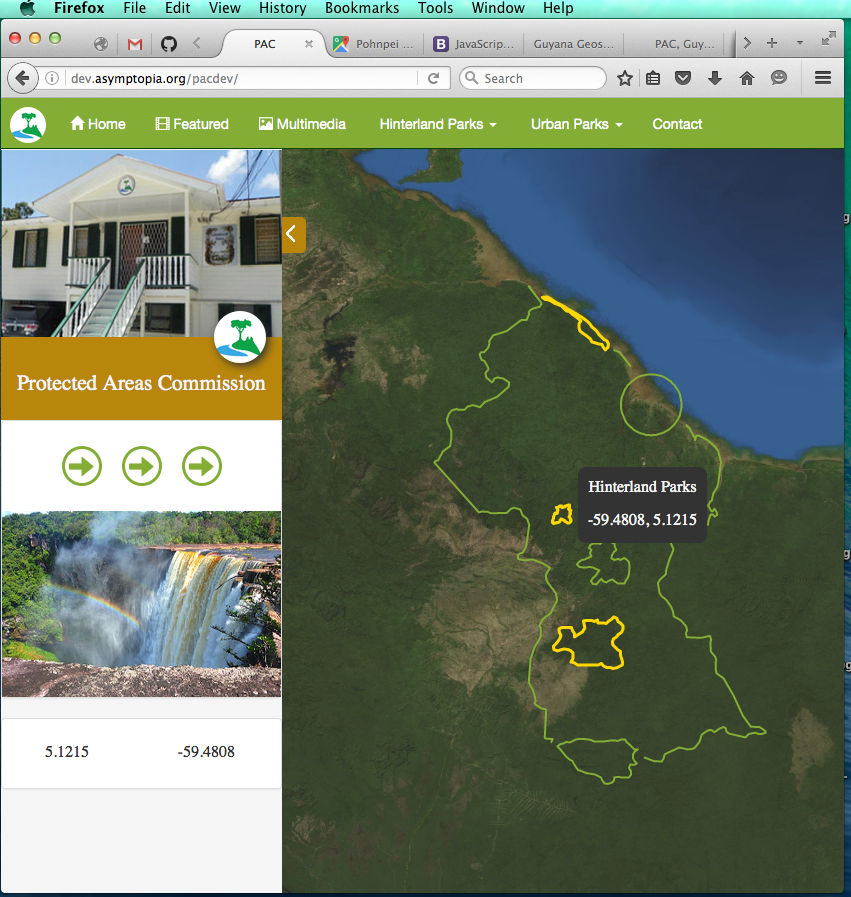 Firefox File Edit View History Bookmarks Tools Window Help
PAC
Pohnpei ...
JavaScrip...
Guyana Geos...
PAC, Guy...
dev.asymptopia.org/pacdev/
Search
Home Featured Multimedia Hinterland Parks Urban Parks Contact
Protected Areas Commission
Hinterland Parks
-59.4808, 5.1215
5.1215 -59.4808